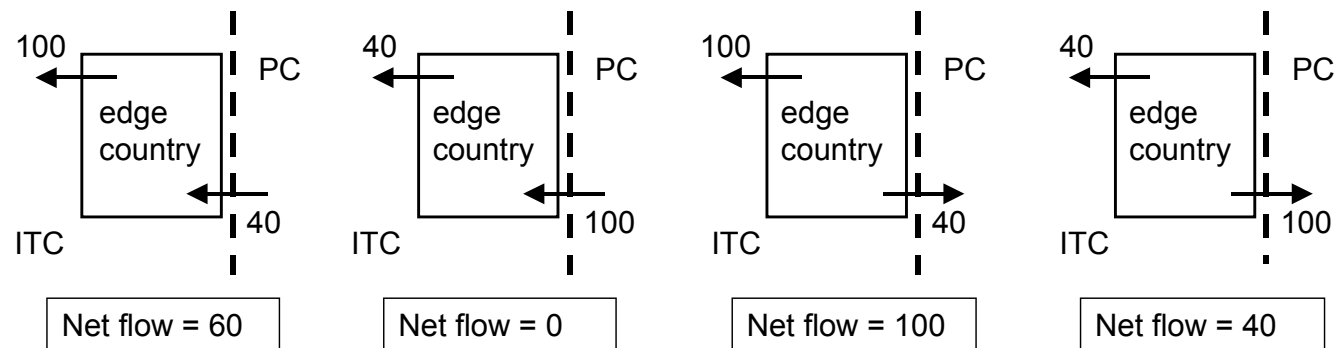 100
PC
edge
country
40
ITC
Net flow = 60
40
PC
edge
country
100
ITC
Net flow = 0
100
PC
edge
country
40
ITC
Net flow = 100
40
PC
edge
country
100
ITC
Net flow = 40